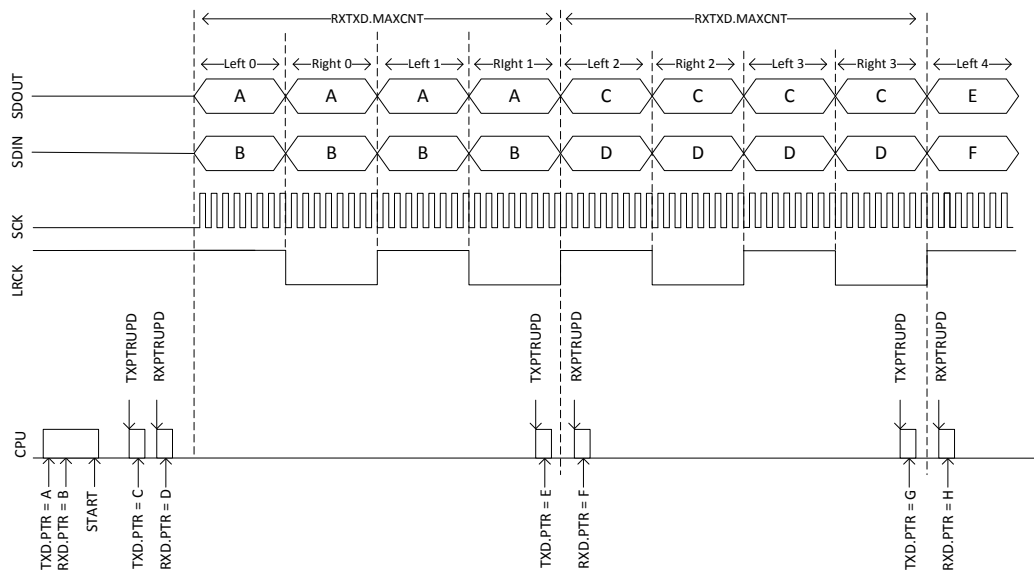 RXTXD.MAXCNT RXTXD.MAXCNT
Left 0 Right 0 Left 1 RIght 1 Left 2 Right 2 Left 3 Right 3 Left 4
SDOUT A A A A C C C C E
SDIN B B B B D D D D F
SCK
LRCK
TXPTRUPD RXPTRUPD TXPTRUPD RXPTRUPD TXPTRUPD RXPTRUPD
CPU
TXD.PTR = A RXD.PTR = B START TXD.PTR = C RXD.PTR = D TXD.PTR = E RXD.PTR = F TXD.PTR = G RXD.PTR = H